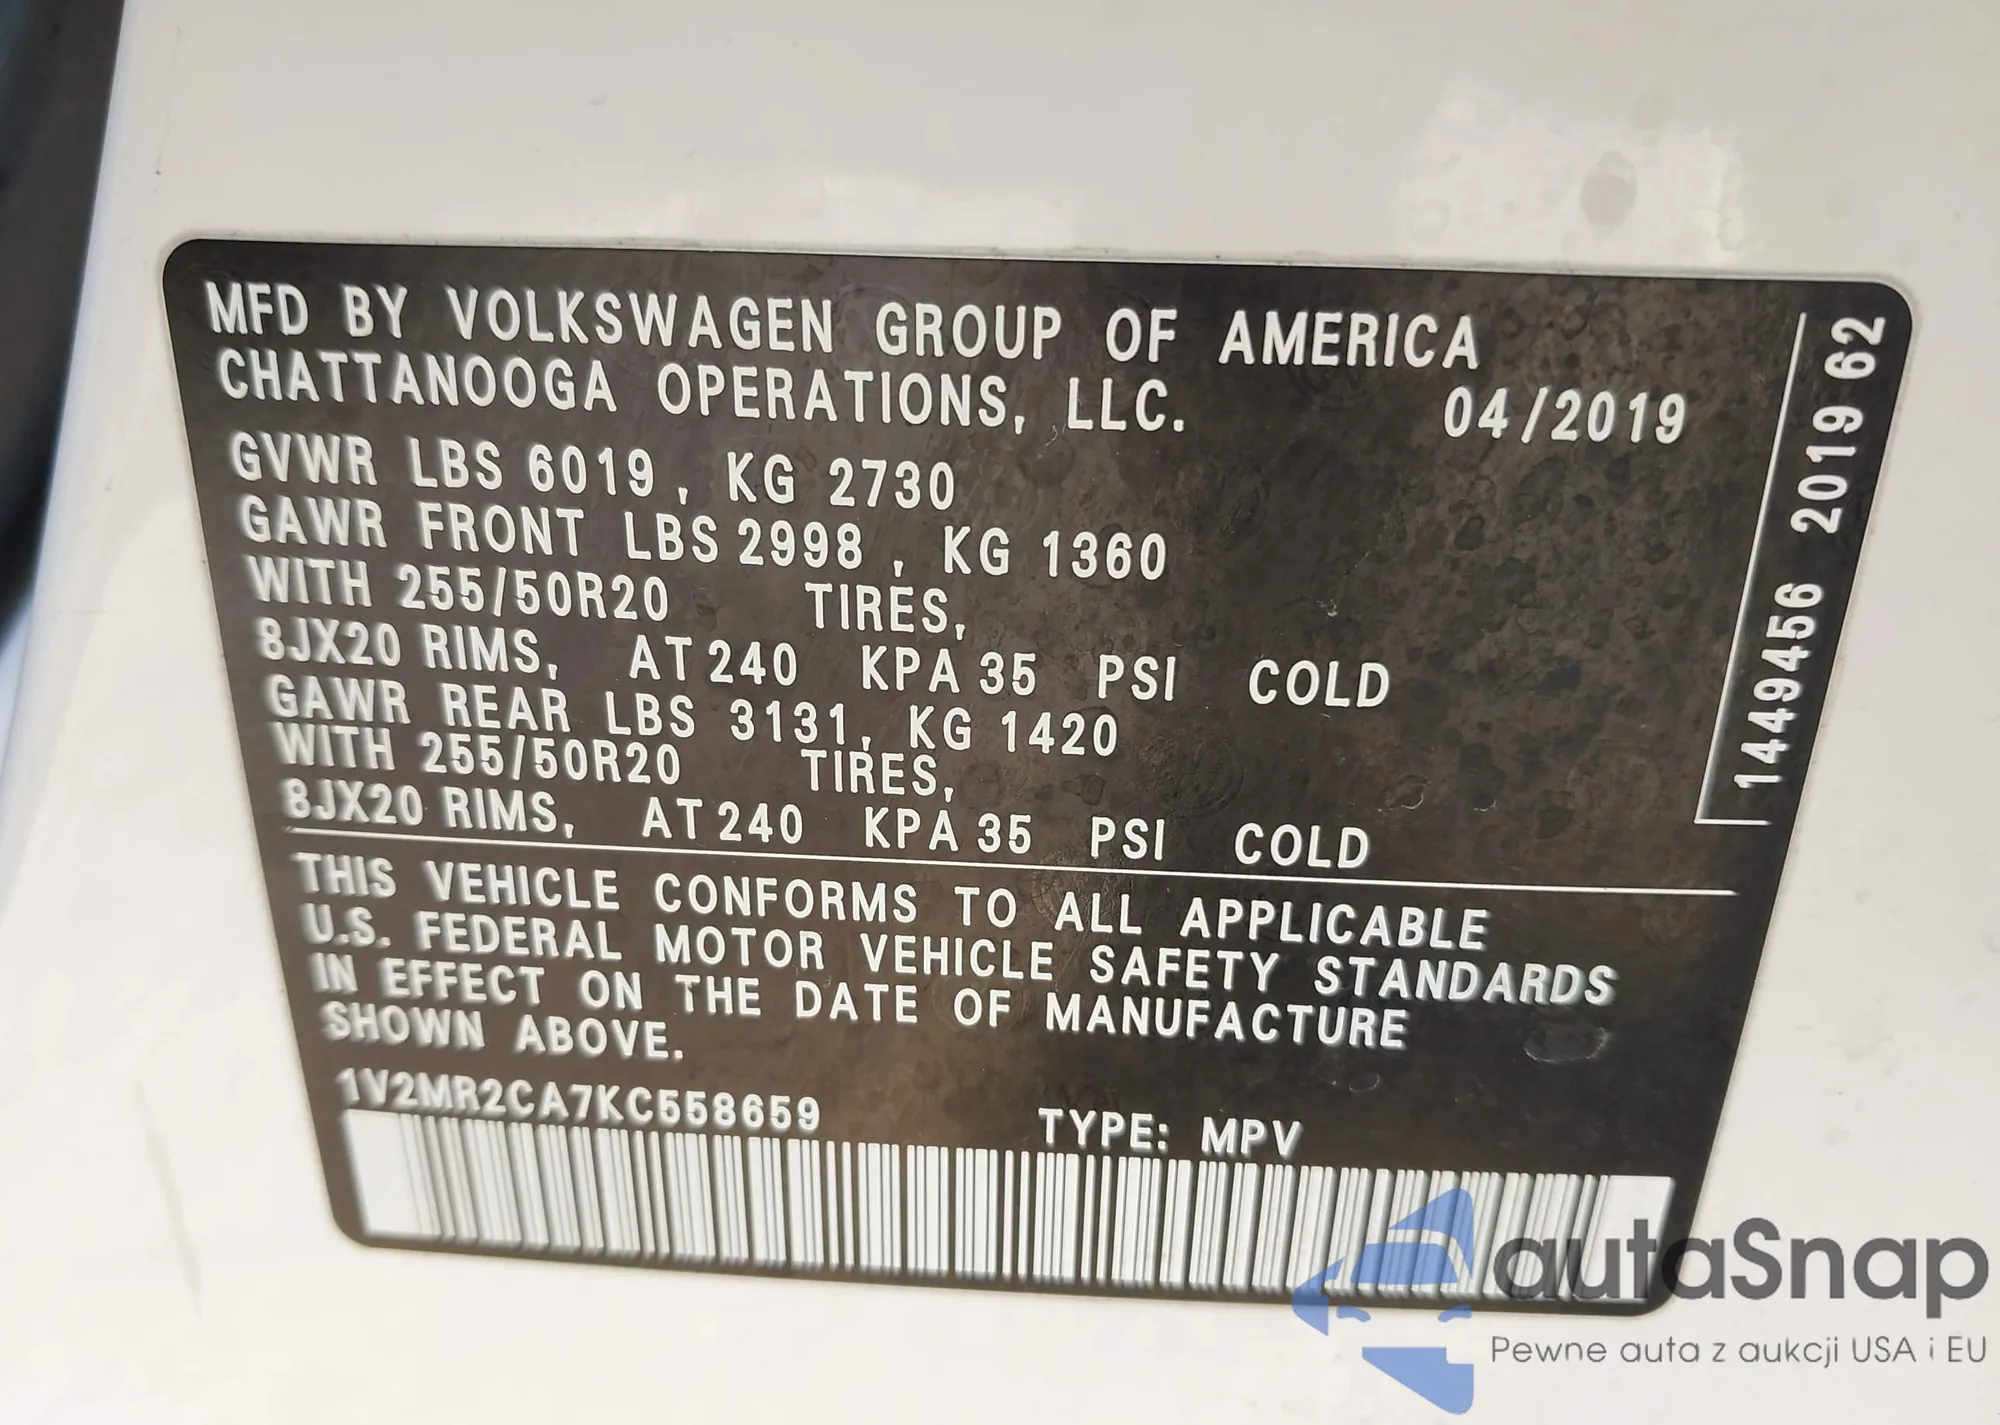 MFD BY VOLKSWAGEN GROUP OF AMERICA
CHATTANOOGA OPERATIONS, LLC. 04/2019
GVWR LBS 6019, KG 2730
GAWR FRONT LBS 2998, KG 1360
WITH 255/50R20 TIRES,
8JX20 RIMS, AT 240 KPA 35 PSI COLD
GAWR REAR LBS 3131, KG 1420
WITH 255/50R20 TIRES,
8JX20 RIMS, AT 240 KPA 35 PSI COLD
THIS VEHICLE CONFORMS TO ALL APPLICABLE
U.S. FEDERAL MOTOR VEHICLE SAFETY STANDARDS
IN EFFECT ON THE DATE OF MANUFACTURE
SHOWN ABOVE.
1V2MR2CA7KC558659 TYPE: MPV
1449456 2019 62
autaSnap
Pewne auta z aukcji USA i EU